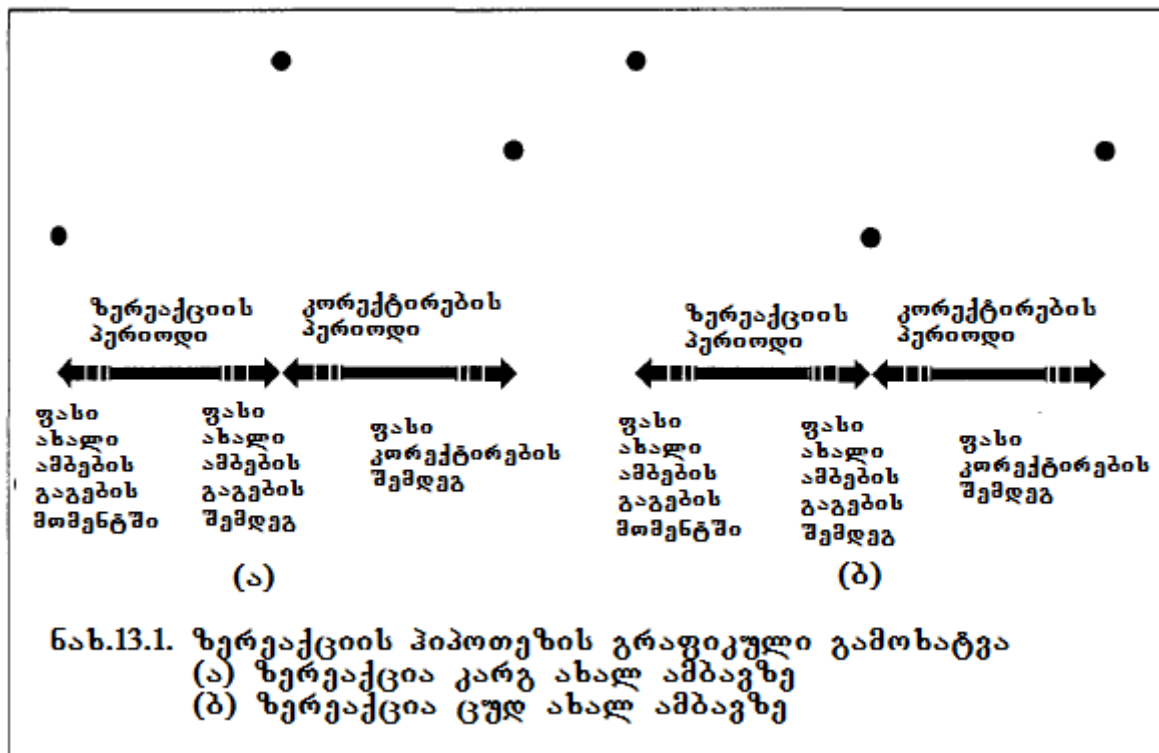 ზერეაქციის
პერიოდი
კორექტირების
პერიოდი
ფასი
ახალი
ამბების
გაგების
მომენტში
ფასი
ახალი
ამბების
გაგების
შემდეგ
ფასი
კორექტირების
შემდეგ
(ა)
ზერეაქციის
პერიოდი
კორექტირების
პერიოდი
ფასი
ახალი
ამბების
გაგების
მომენტში
ფასი
ახალი
ამბების
გაგების
შემდეგ
ფასი
კორექტირების
შემდეგ
(ბ)
ნახ.13.1. ზერეაქციის ჰიპოთეზის გრაფიკული გამოხატვა
(ა) ზერეაქცია კარგ ახალ ამბავზე
(ბ) ზერეაქცია ცუდ ახალ ამბავზე